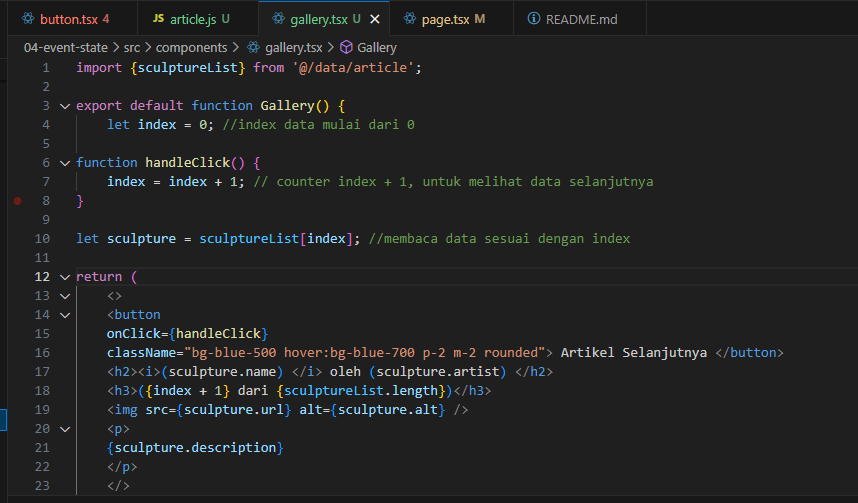 button.tsx 4 JS article.js U gallery.tsx U page.tsx M README.md
04-event-state > src > components > gallery.tsx > Gallery
1 import {sculptureList} from '@/data/article';
2
3 export default function Gallery() {
4 let index = 0; //index data mulai dari 0
5
6 function handleClick() {
7 index = index + 1; // counter index + 1, untuk melihat data selanjutnya
8 }
9
10 let sculpture = sculptureList[index]; //membaca data sesuai dengan index
11
12 return (
13 <>
14 <button
15 onClick={handleClick}
16 className="bg-blue-500 hover:bg-blue-700 p-2 m-2 rounded"> Artikel Selanjutnya </button>
17 <h2><i>(sculpture.name) </i> oleh (sculpture.artist) </h2>
18 <h3>({index + 1} dari {sculptureList.length})</h3>
19 <img src={sculpture.url} alt={sculpture.alt} />
20 <p>
21 {sculpture.description}
22 </p>
23 </>